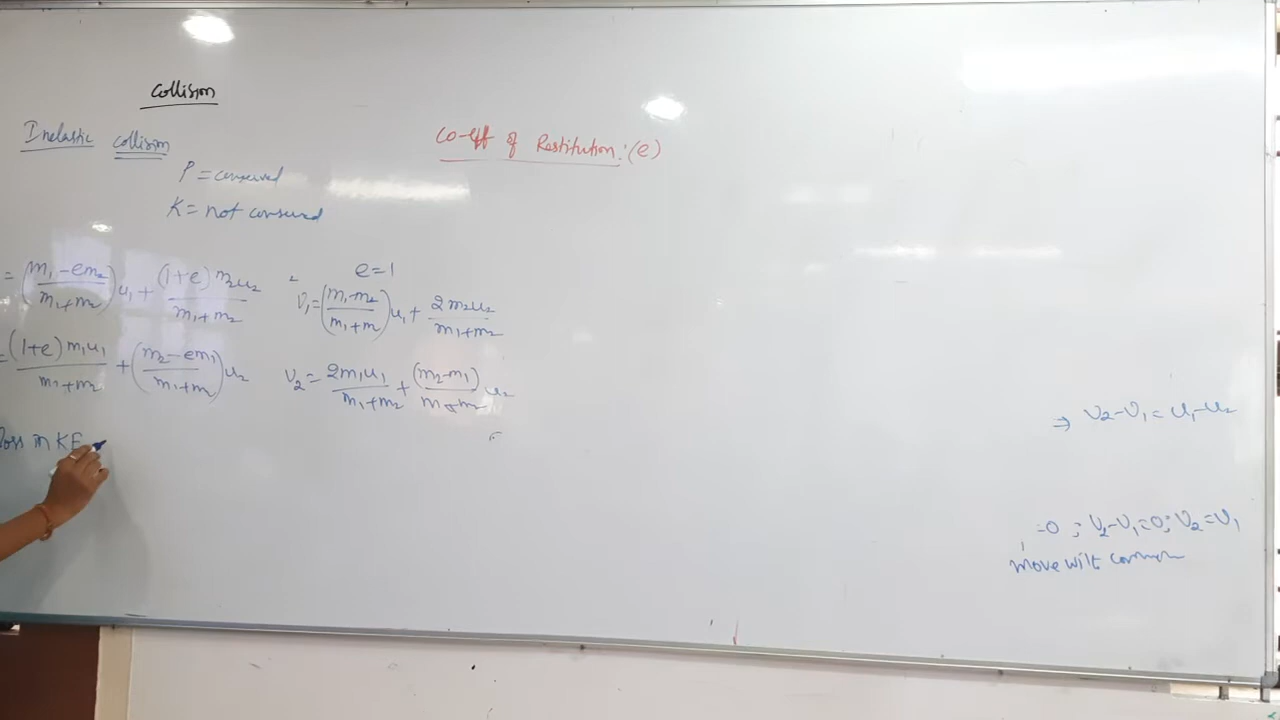 Collision
Inelastic collision
P = conserved
K = not conserved
= (m₁ - em₂ / m₁+m₂) u₁ + (1+e) m₂u₂ / m₁+m₂
= (1+e) m₁u₁ / m₁+m₂ + (m₂ - em₁ / m₁+m) u₂
loss in KE
e=1
v₁ = (m₁-m₂ / m₁+m) u₁ + 2m₂u₂ / m₁+m₂
v₂ = 2m₁u₁ / m₁+m₂ + (m₂-m₁) / m₁+m₂ u₂
Co-eff of Restitution: (e)
⇒ v₂-v₁ = u₁-u₂
=0 ; v₂-v₁=0; v₂=v₁
move with common